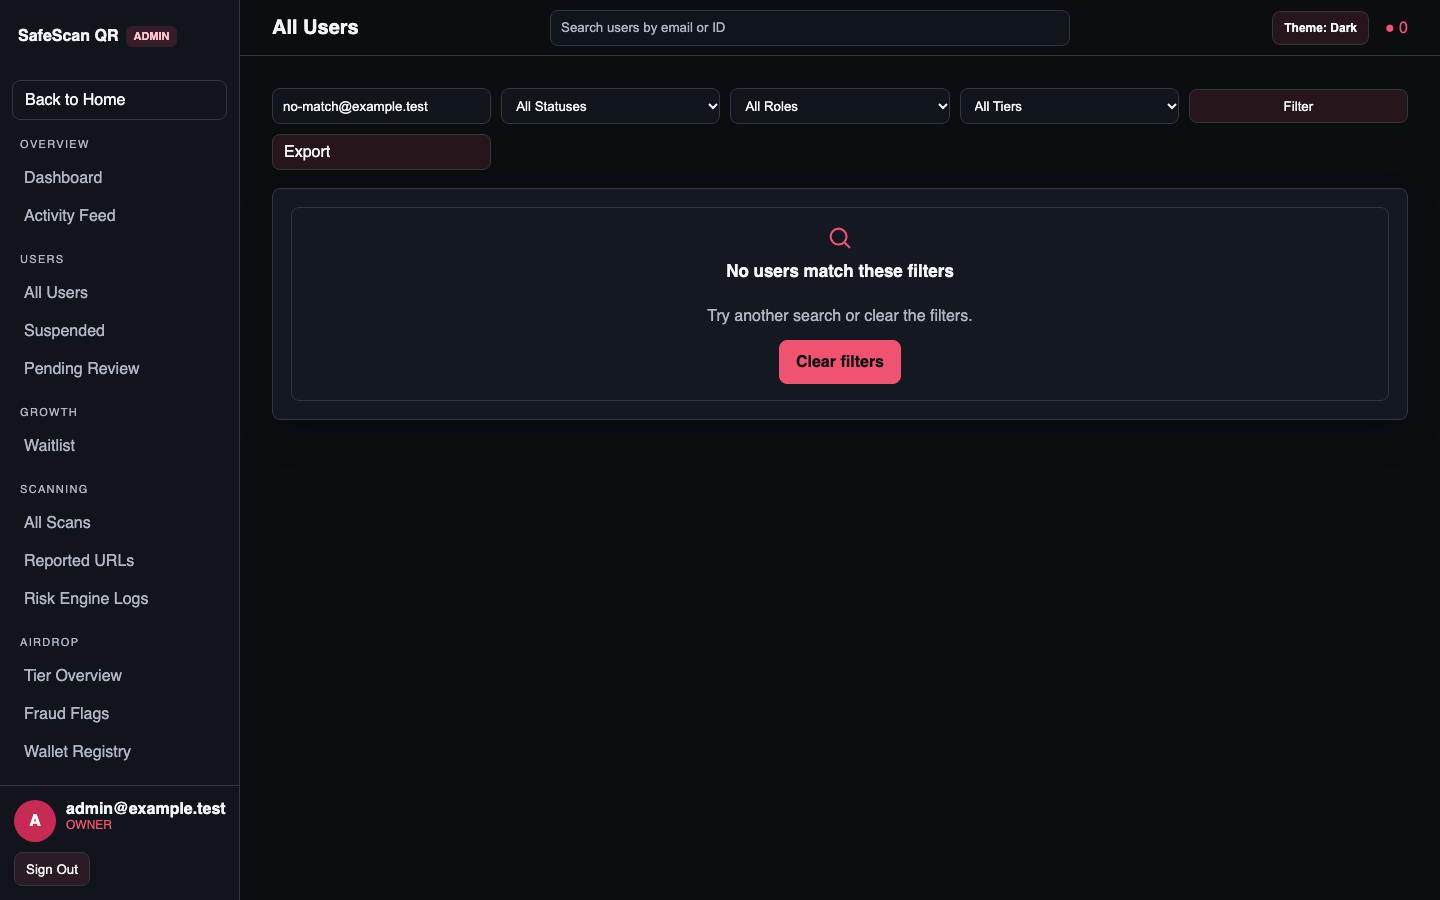 SafeScan QR ADMIN
All Users
Search users by email or ID
Theme: Dark
0
Back to Home
OVERVIEW
Dashboard
Activity Feed
USERS
All Users
Suspended
Pending Review
GROWTH
Waitlist
SCANNING
All Scans
Reported URLs
Risk Engine Logs
AIRDROP
Tier Overview
Fraud Flags
Wallet Registry
A
admin@example.test
OWNER
Sign Out
no-match@example.test
All Statuses
All Roles
All Tiers
Filter
Export
No users match these filters
Try another search or clear the filters.
Clear filters